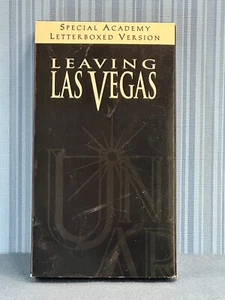 SPECIAL ACADEMY
LETTERBOXED VERSION
LEAVING
LAS VEGAS